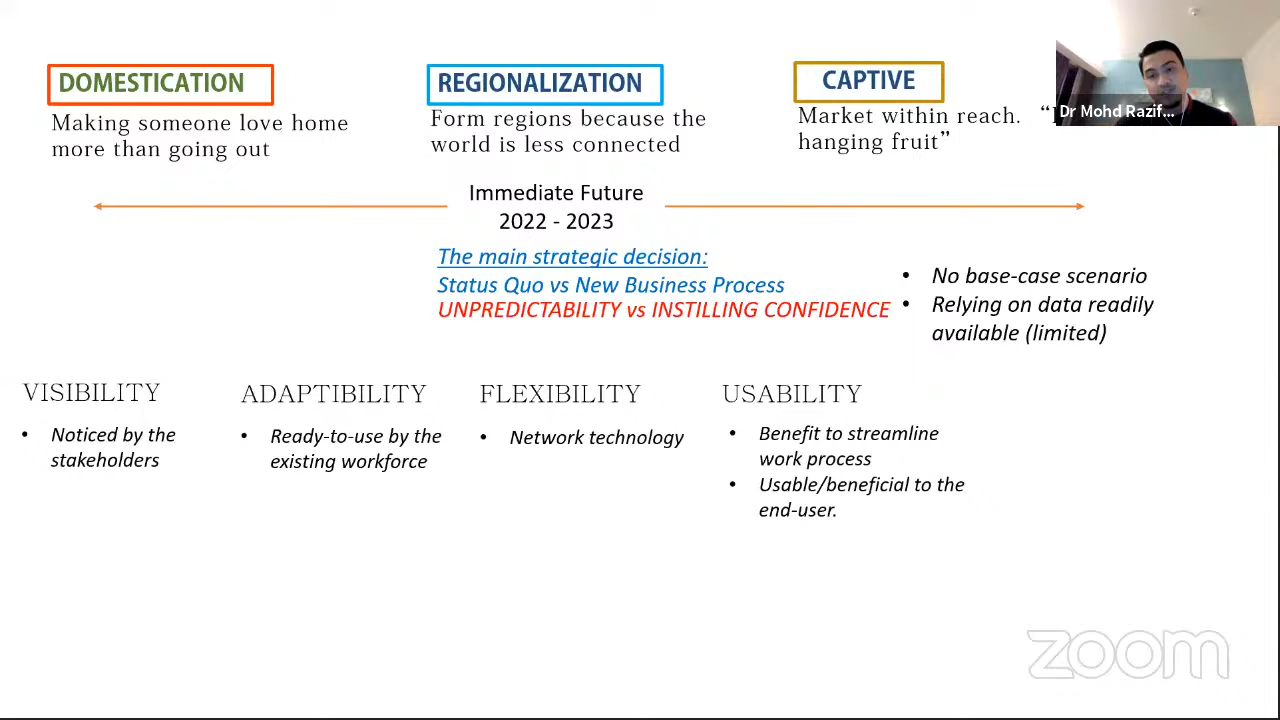 DOMESTICATION
Making someone love home
more than going out
REGIONALIZATION
Form regions because the
world is less connected
CAPTIVE
Market within reach. “
hanging fruit”
Dr Mohd Razif...
Immediate Future
2022 - 2023
The main strategic decision:
Status Quo vs New Business Process
UNPREDICTABILITY vs INSTILLING CONFIDENCE
• No base-case scenario
• Relying on data readily
available (limited)
VISIBILITY
• Noticed by the
stakeholders
ADAPTIBILITY
• Ready-to-use by the
existing workforce
FLEXIBILITY
• Network technology
USABILITY
• Benefit to streamline
work process
• Usable/beneficial to the
end-user.
zoom